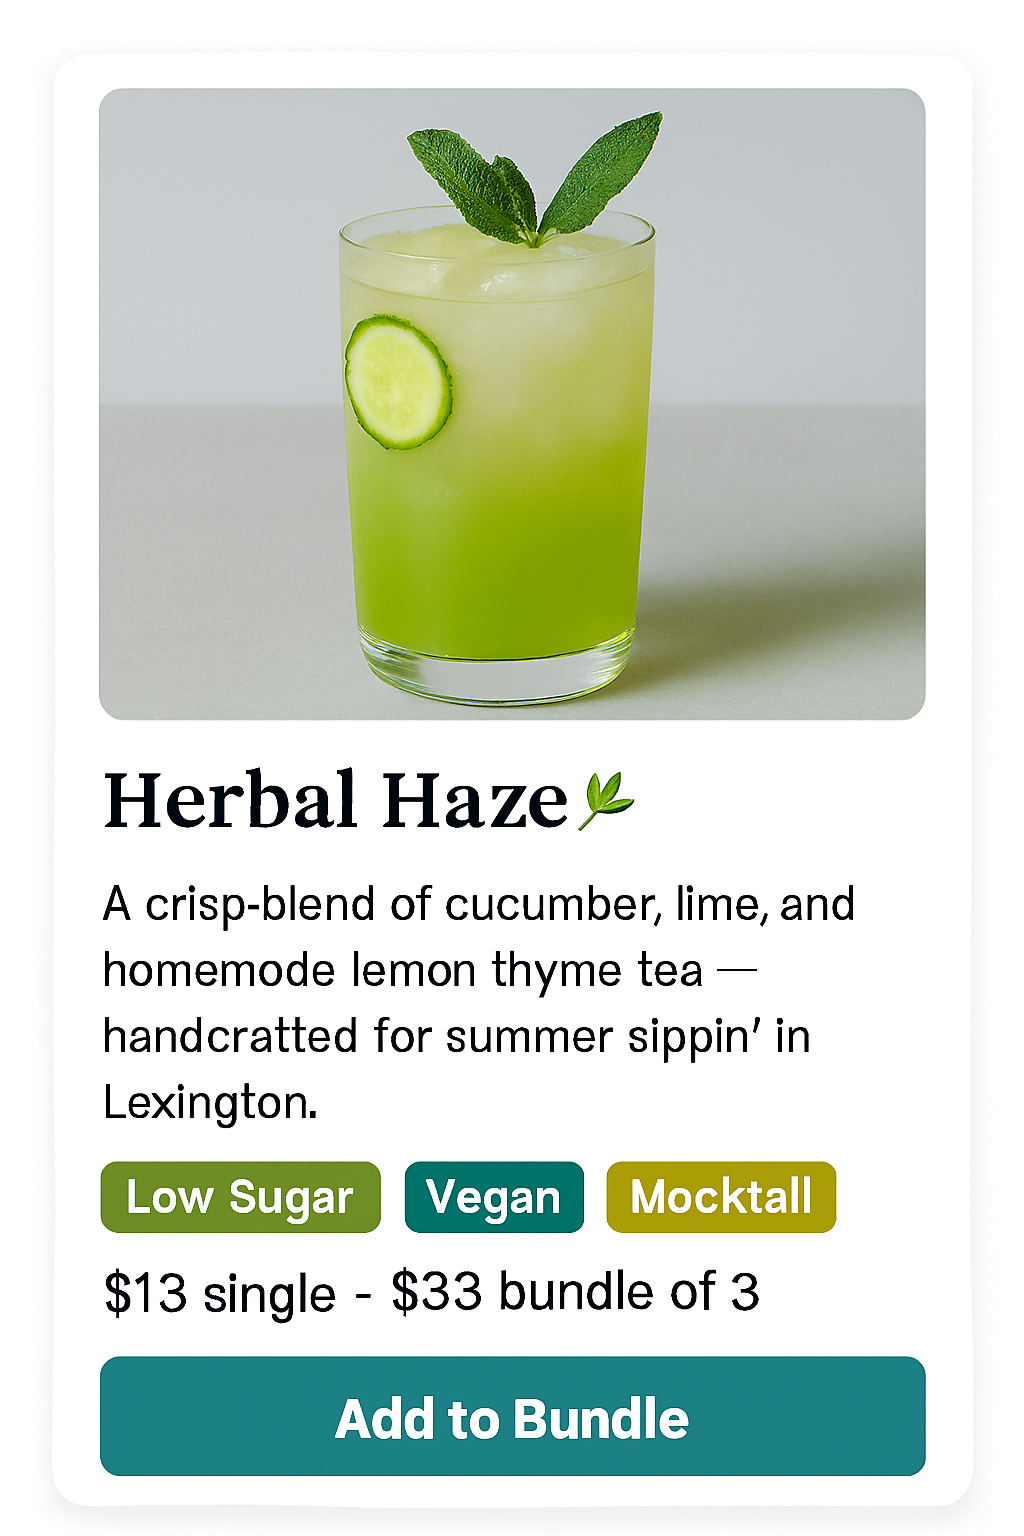 Herbal Haze
A crisp-blend of cucumber, lime, and
homemode lemon thyme tea —
handcratted for summer sippin’ in
Lexington.
Low Sugar Vegan Mocktall
$13 single - $33 bundle of 3
Add to Bundle